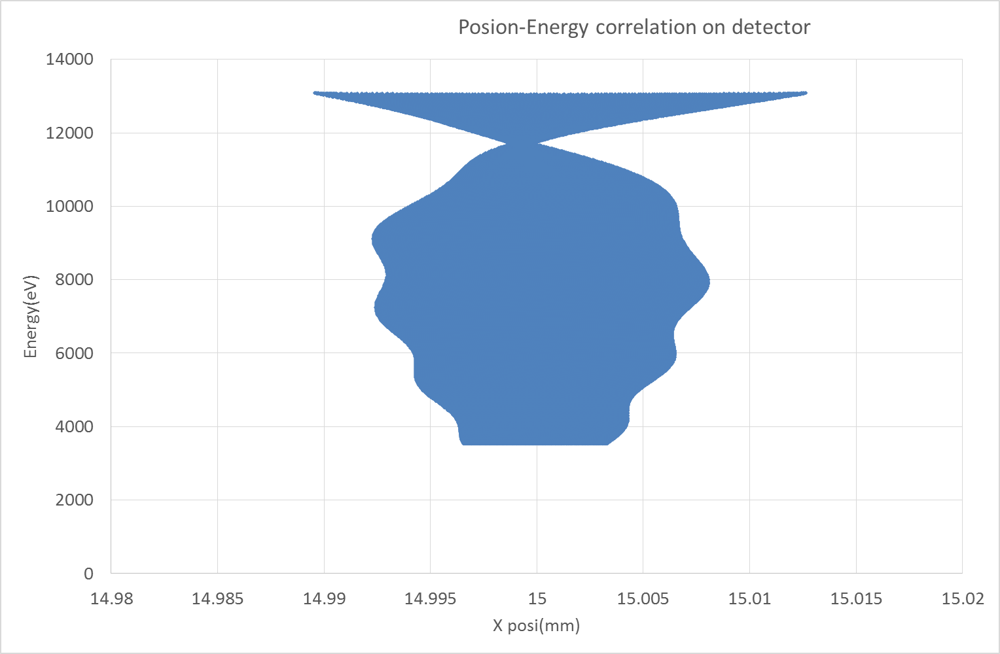 Posion-Energy correlation on detector
14000
12000
10000
8000
6000
4000
2000
0
Energy(eV)
14.98 14.985 14.99 14.995 15 15.005 15.01 15.015 15.02
X posi(mm)